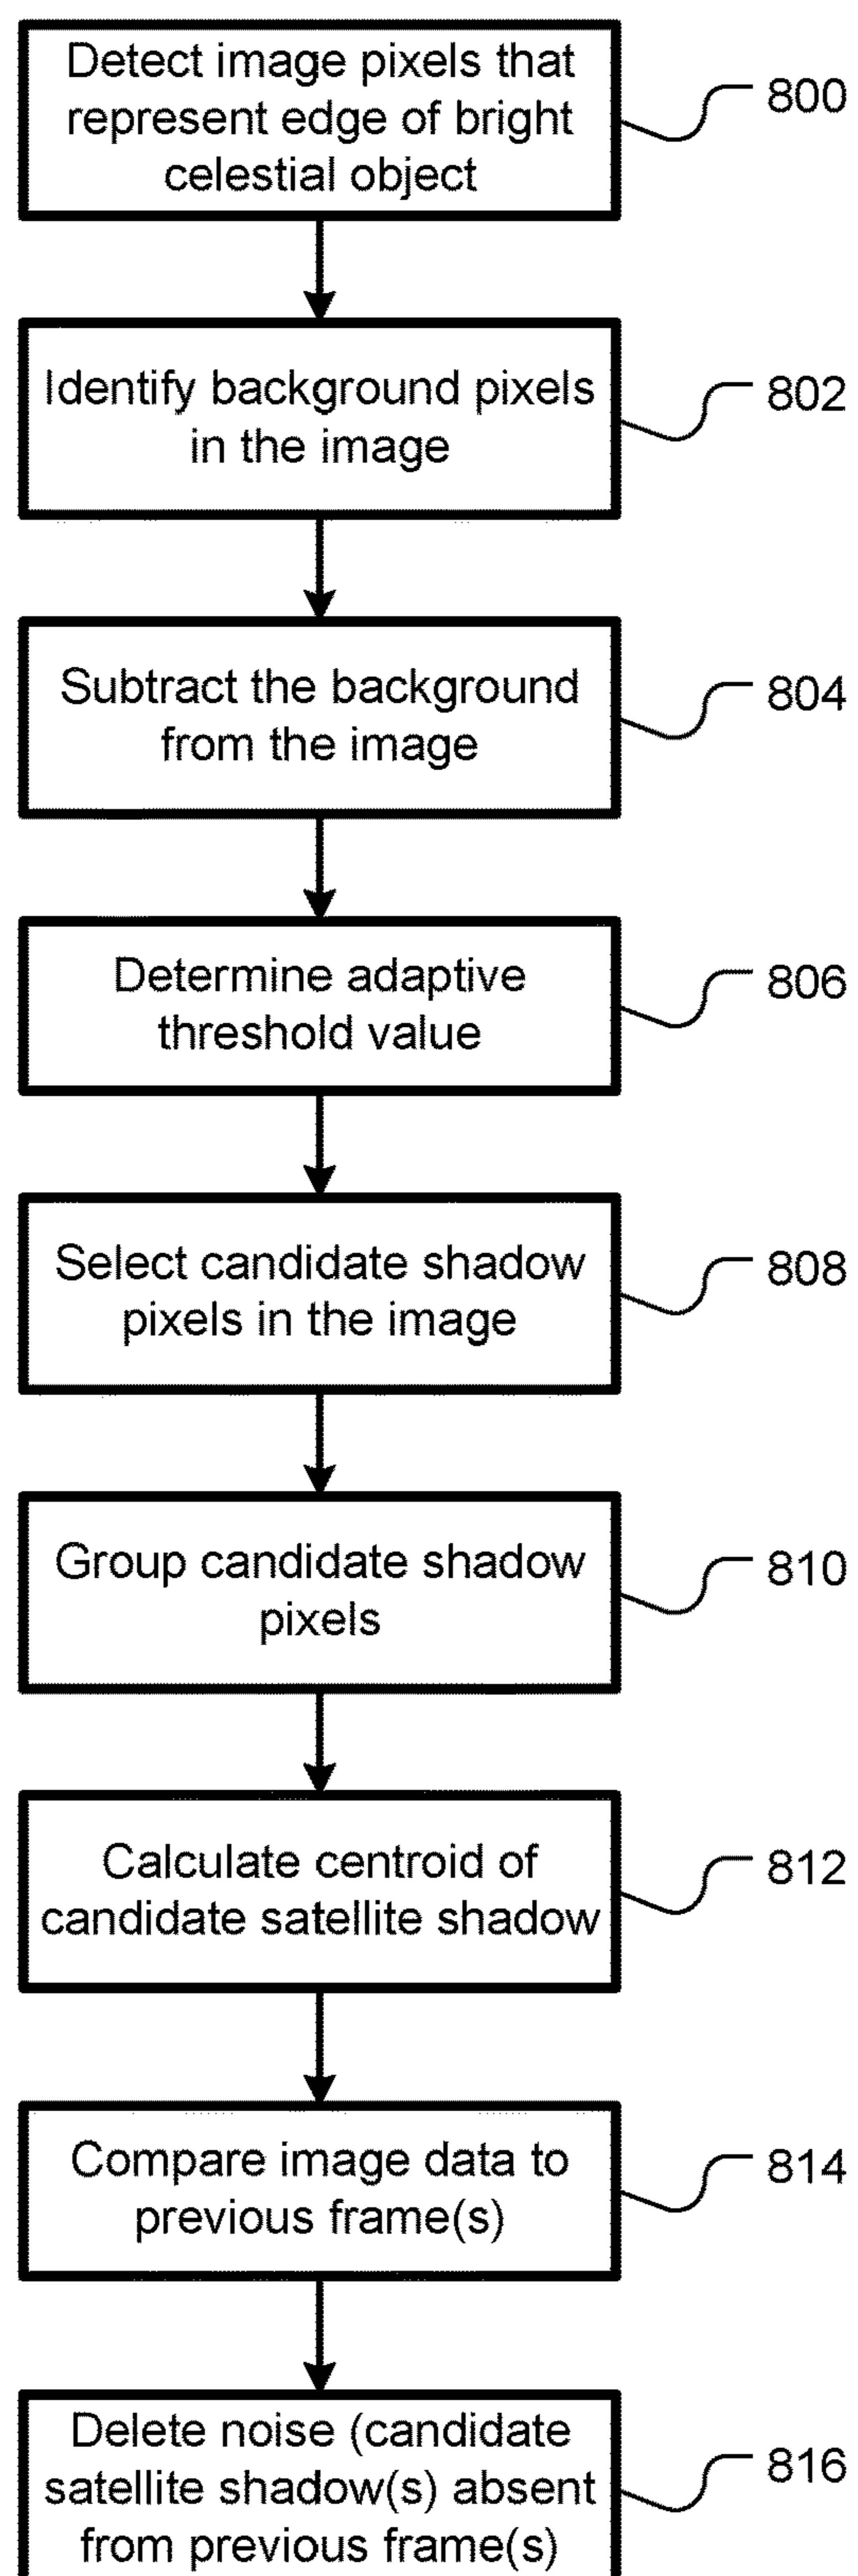 Detect image pixels that
represent edge of bright
celestial object
800
Identify background pixels
in the image
802
Subtract the background
from the image
804
Determine adaptive
threshold value
806
Select candidate shadow
pixels in the image
808
Group candidate shadow
pixels
810
Calculate centroid of
candidate satellite shadow
812
Compare image data to
previous frame(s)
814
Delete noise (candidate
satellite shadow(s) absent
from previous frame(s)
816